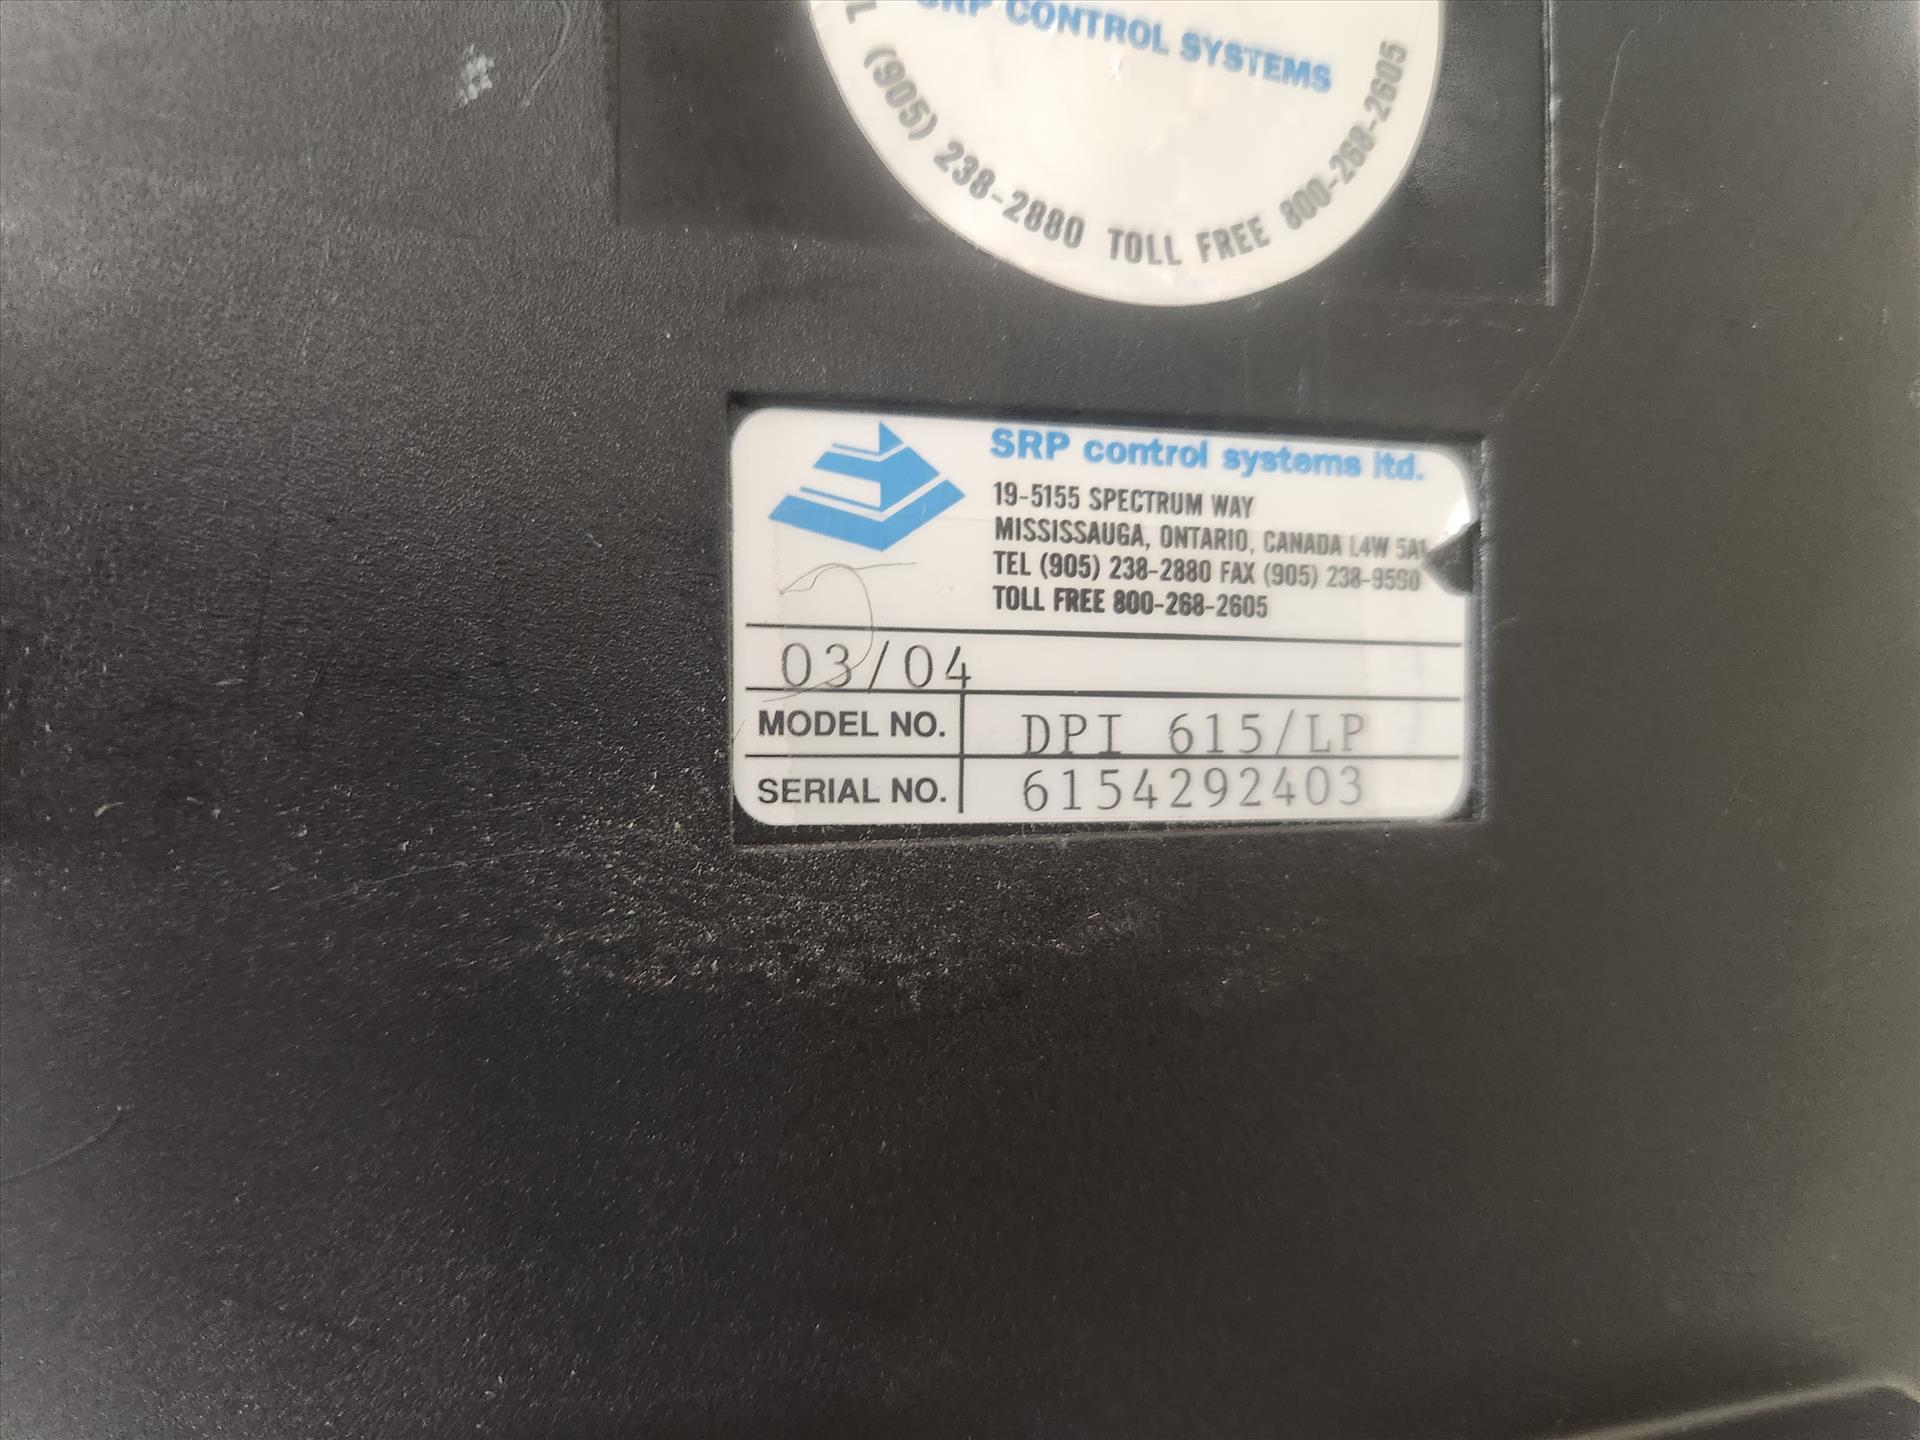 SRP CONTROL SYSTEMS
(905) 238-2880 TOLL FREE 800-268-2605
SRP control systems ltd.
19-5155 SPECTRUM WAY
MISSISSAUGA, ONTARIO, CANADA L4W 5A1
TEL (905) 238-2880 FAX (905) 238-9590
TOLL FREE 800-268-2605
03/04
MODEL NO. DPI 615/LP
SERIAL NO. 6154292403